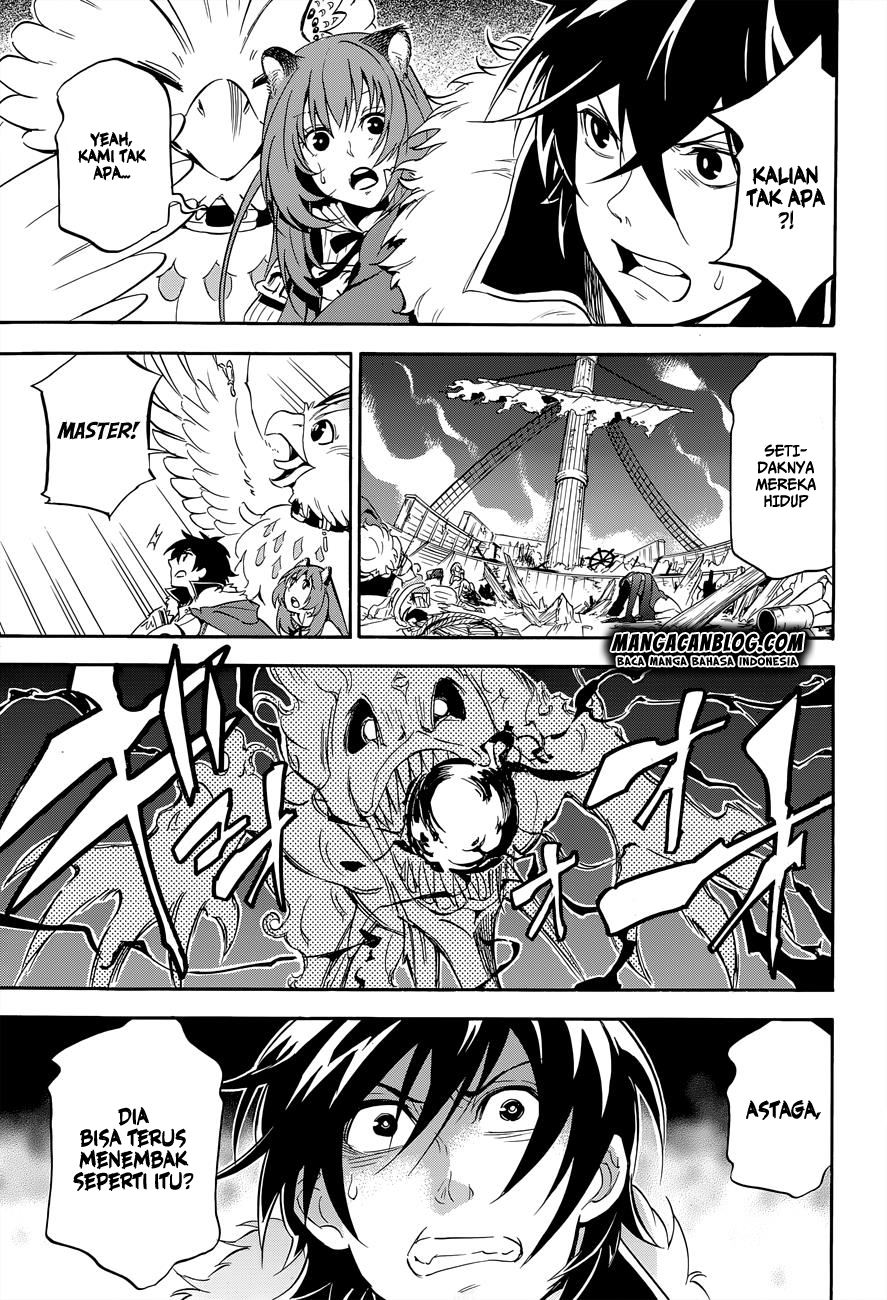 KALIAN
TAK APA
?!
YEAH,
KAMI TAK
APA...
SETI-
DAKNYA
MEREKA
HIDUP
MASTER!
MANGACANBLOG.COM
BACA MANGA BAHASA INDONESIA
ASTAGA,
DIA
BISA TERUS
MENEMBAK
SEPERTI ITU?